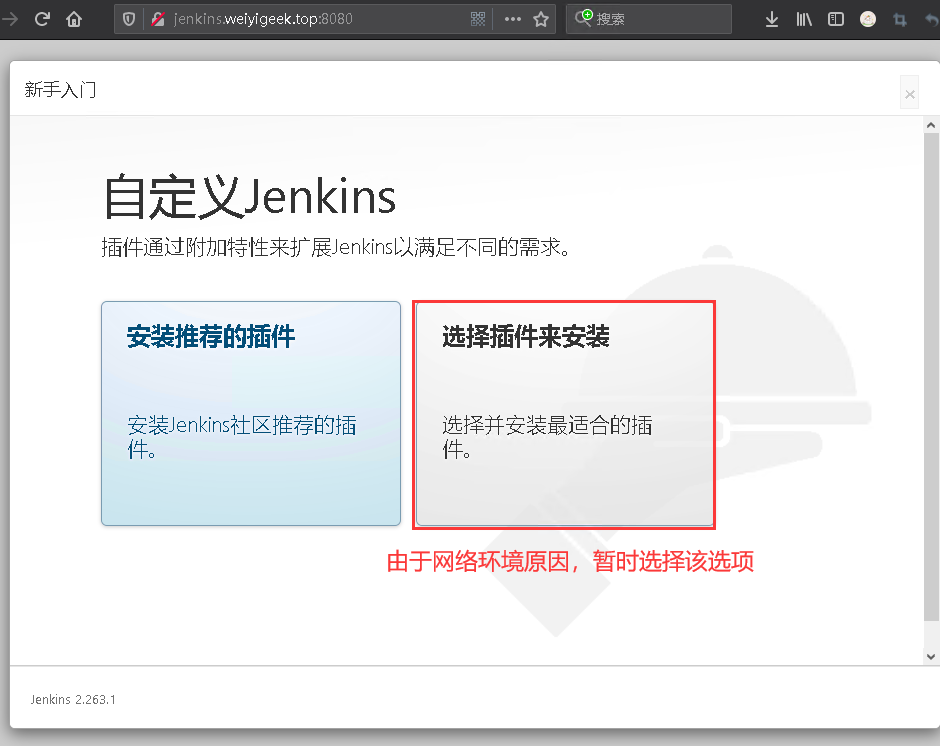 jenkins.weiyigeek.top:8080
搜索
新手入门
自定义Jenkins
插件通过附加特性来扩展Jenkins以满足不同的需求。
安装推荐的插件
安装Jenkins社区推荐的插
件。
选择插件来安装
选择并安装最适合的插
件。
由于网络环境原因，暂时选择该选项
Jenkins 2.263.1